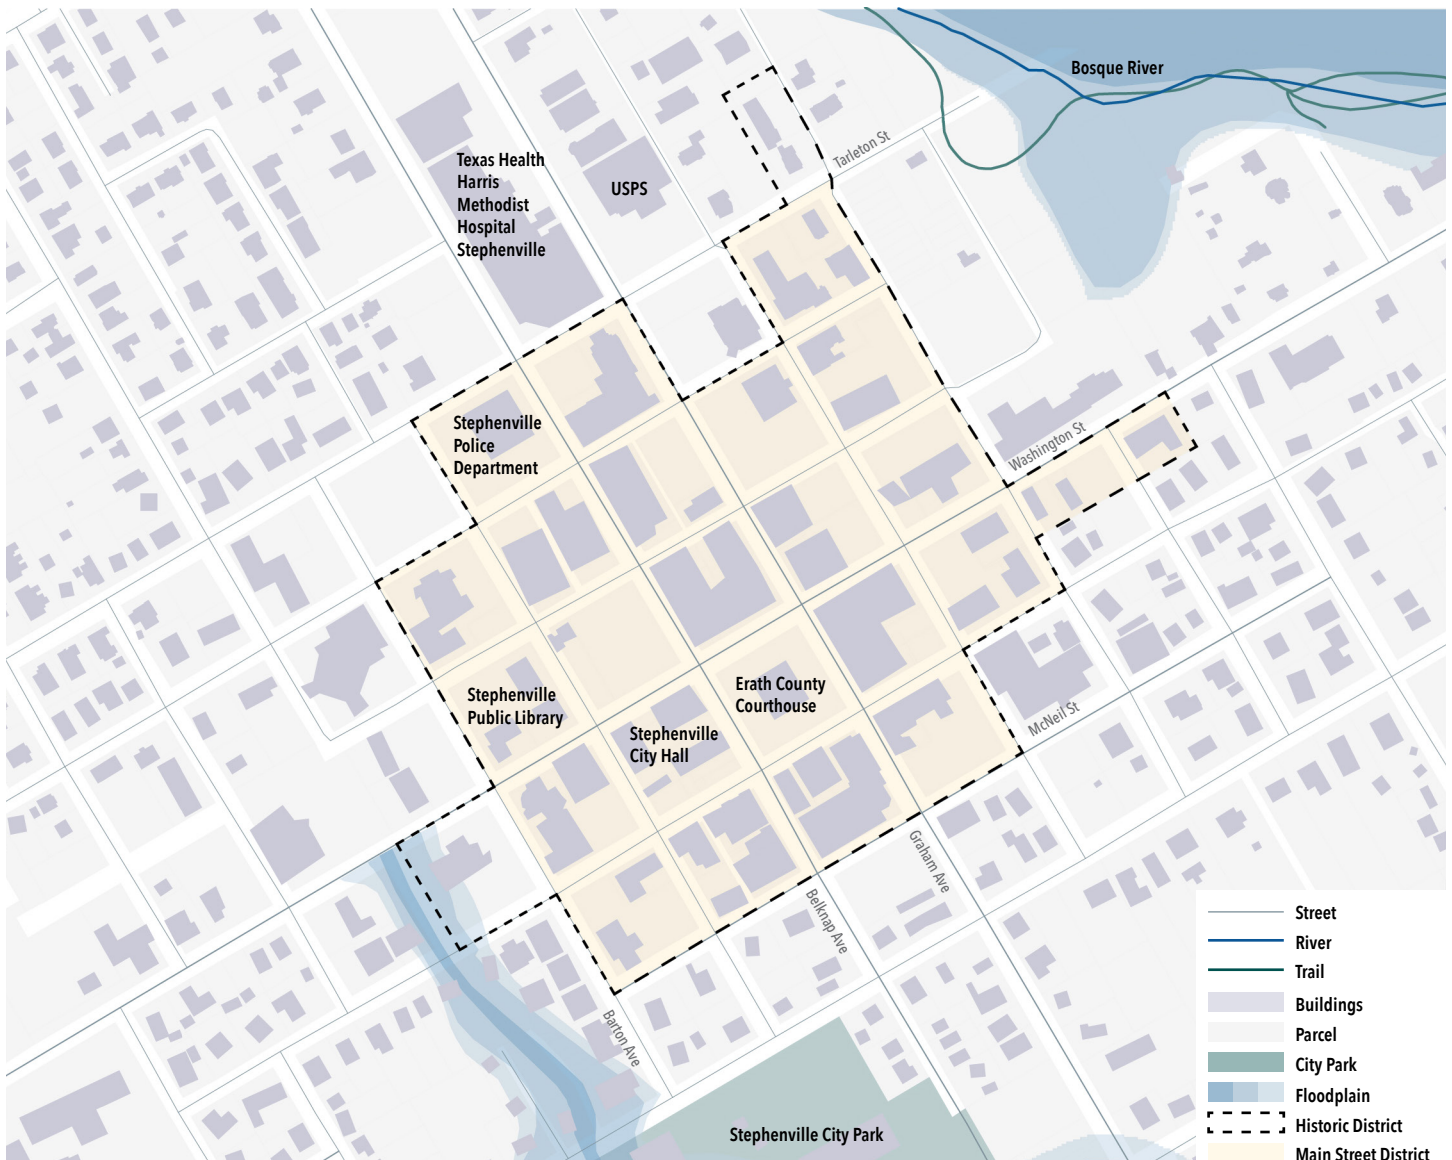 Bosque River
Tarleton St
Texas Health
Harris
Methodist
Hospital
Stephenville
USPS
Stephenville
Police
Department
Washington St
Stephenville
Public Library
Erath County
Courthouse
Stephenville
City Hall
McNeil St
Graham Ave
Belknap Ave
Barton Ave
Stephenville City Park
Street
River
Trail
Buildings
Parcel
City Park
Floodplain
Historic District
Main Street District